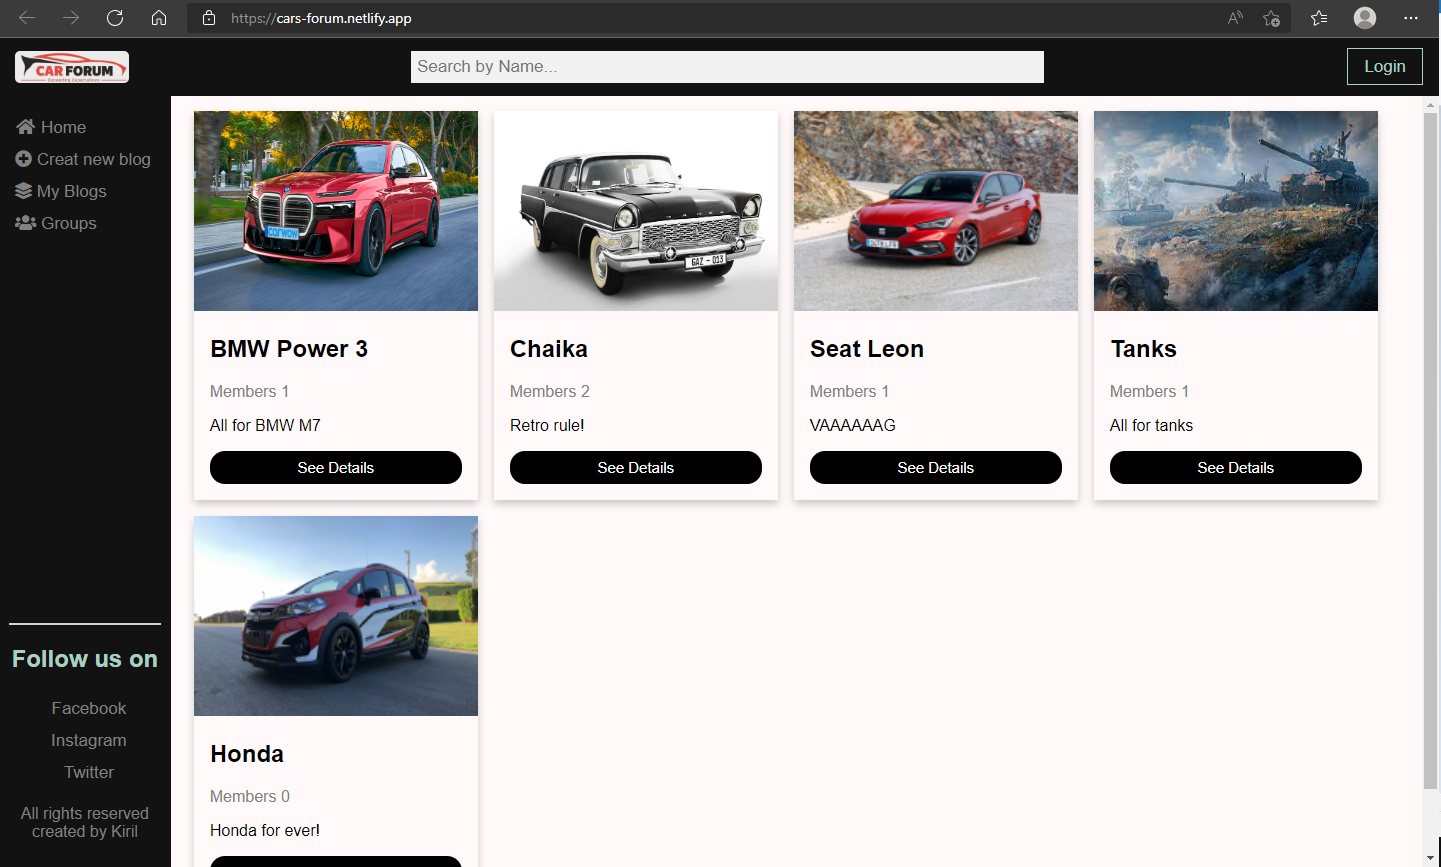 https://cars-forum.netlify.app
CAR FORUM
Search by Name...
Login
Home
Creat new blog
My Blogs
Groups
carwow
GAZ - 013
BMW Power 3
Chaika
Seat Leon
Tanks
Members 1
Members 2
Members 1
Members 1
All for BMW M7
Retro rule!
VAAAAAAG
All for tanks
See Details
See Details
See Details
See Details
Follow us on
Facebook
Instagram
Twitter
All rights reserved
created by Kiril
Honda
Members 0
Honda for ever!